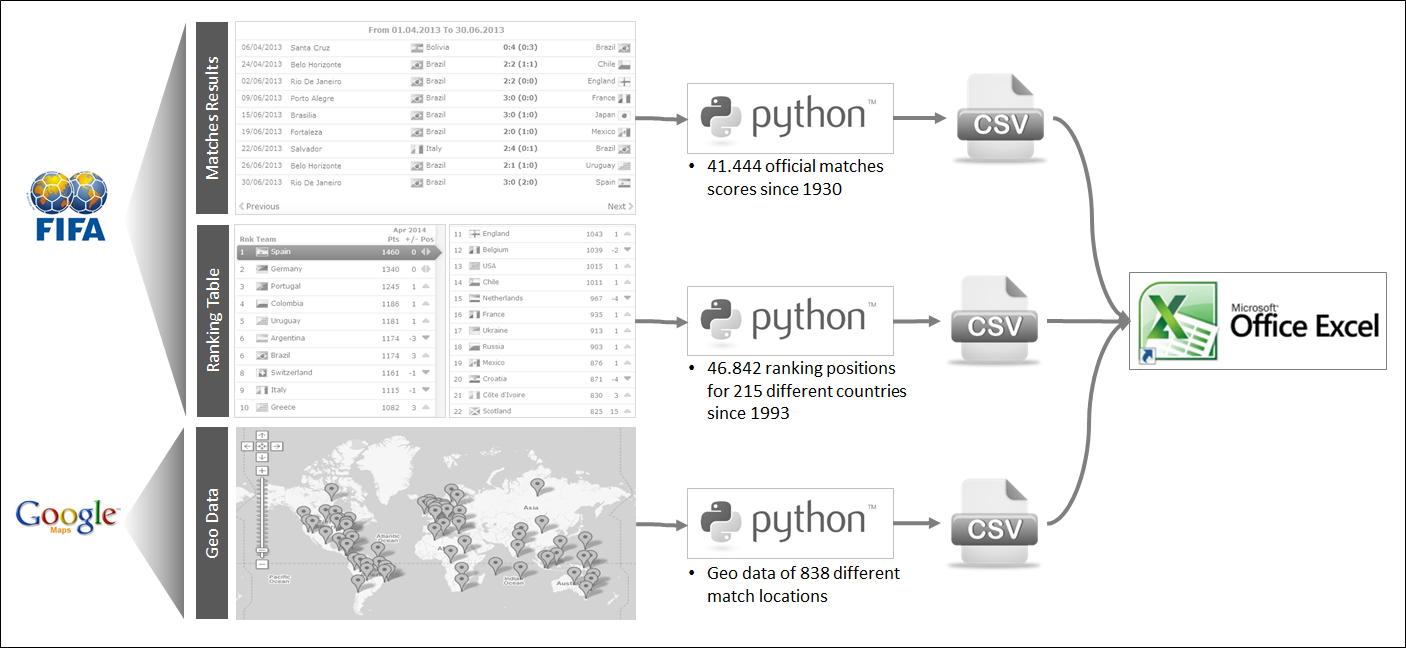 FIFA
Matches Results
From 01.04.2013 To 30.06.2013
06/04/2013 Santa Cruz Bolivia 0:4 (0:3) Brazil
24/04/2013 Belo Horizonte Brazil 2:2 (1:1) Chile
02/06/2013 Rio De Janeiro Brazil 2:2 (0:0) England
09/06/2013 Porto Alegre Brazil 3:0 (0:0) France
15/06/2013 Brasilia Brazil 3:0 (1:0) Japan
19/06/2013 Fortaleza Brazil 2:0 (1:0) Mexico
22/06/2013 Salvador Italy 2:4 (0:1) Brazil
26/06/2013 Belo Horizonte Brazil 2:1 (1:0) Uruguay
30/06/2013 Rio De Janeiro Brazil 3:0 (2:0) Spain
Previous Next
python™
CSV
• 41.444 official matches
scores since 1930
Ranking Table
Apr 2014
Rnk Team Pts +/- Pos
1 Spain 1460 0
2 Germany 1340 0
3 Portugal 1245 1
4 Colombia 1186 1
5 Uruguay 1181 1
6 Argentina 1174 -3
6 Brazil 1174 3
8 Switzerland 1161 -1
9 Italy 1115 -1
10 Greece 1082 3
11 England 1043 1
12 Belgium 1039 -2
13 USA 1015 1
14 Chile 1011 1
15 Netherlands 967 -4
16 France 935 1
17 Ukraine 913 1
18 Russia 903 1
19 Mexico 876 1
20 Croatia 871 -4
21 Côte d'Ivoire 830 3
22 Scotland 825 15
python™
CSV
• 46.842 ranking positions
for 215 different countries
since 1993
Microsoft®
Office Excel
Google™
Maps
Geo Data
Asia
Atlantic
Ocean
Pacific
Ocean
Indian
Ocean
python™
CSV
• Geo data of 838 different
match locations